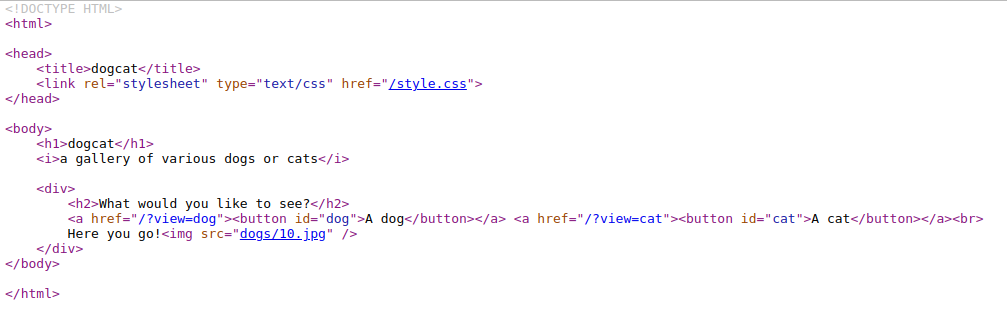 <!DOCTYPE HTML>
<html>
<head>
<title>dogcat</title>
<link rel="stylesheet" type="text/css" href="/style.css">
</head>
<body>
<h1>dogcat</h1>
<i>a gallery of various dogs or cats</i>
<div>
<h2>What would you like to see?</h2>
<a href="/?view=dog"><button id="dog">A dog</button></a> <a href="/?view=cat"><button id="cat">A cat</button></a><br>
Here you go!<img src="dogs/10.jpg" />
</div>
</body>
</html>